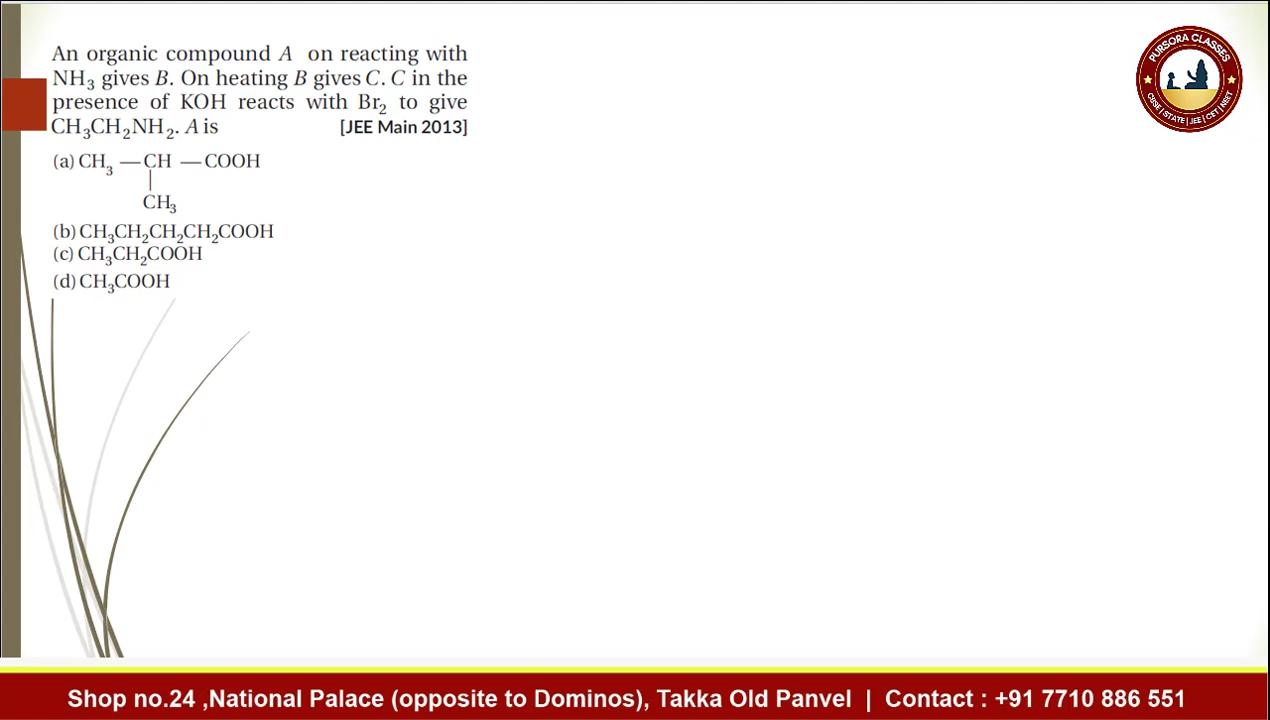 An organic compound A on reacting with
NH3 gives B. On heating B gives C. C in the
presence of KOH reacts with Br2 to give
CH3CH2NH2. A is [JEE Main 2013]
(a) CH3 — CH — COOH
|
CH3
(b) CH3CH2CH2CH2COOH
(c) CH3CH2COOH
(d) CH3COOH
PURSORA CLASSES
CBSE | STATE | JEE | CET | NEET
Shop no.24 ,National Palace (opposite to Dominos), Takka Old Panvel | Contact : +91 7710 886 551